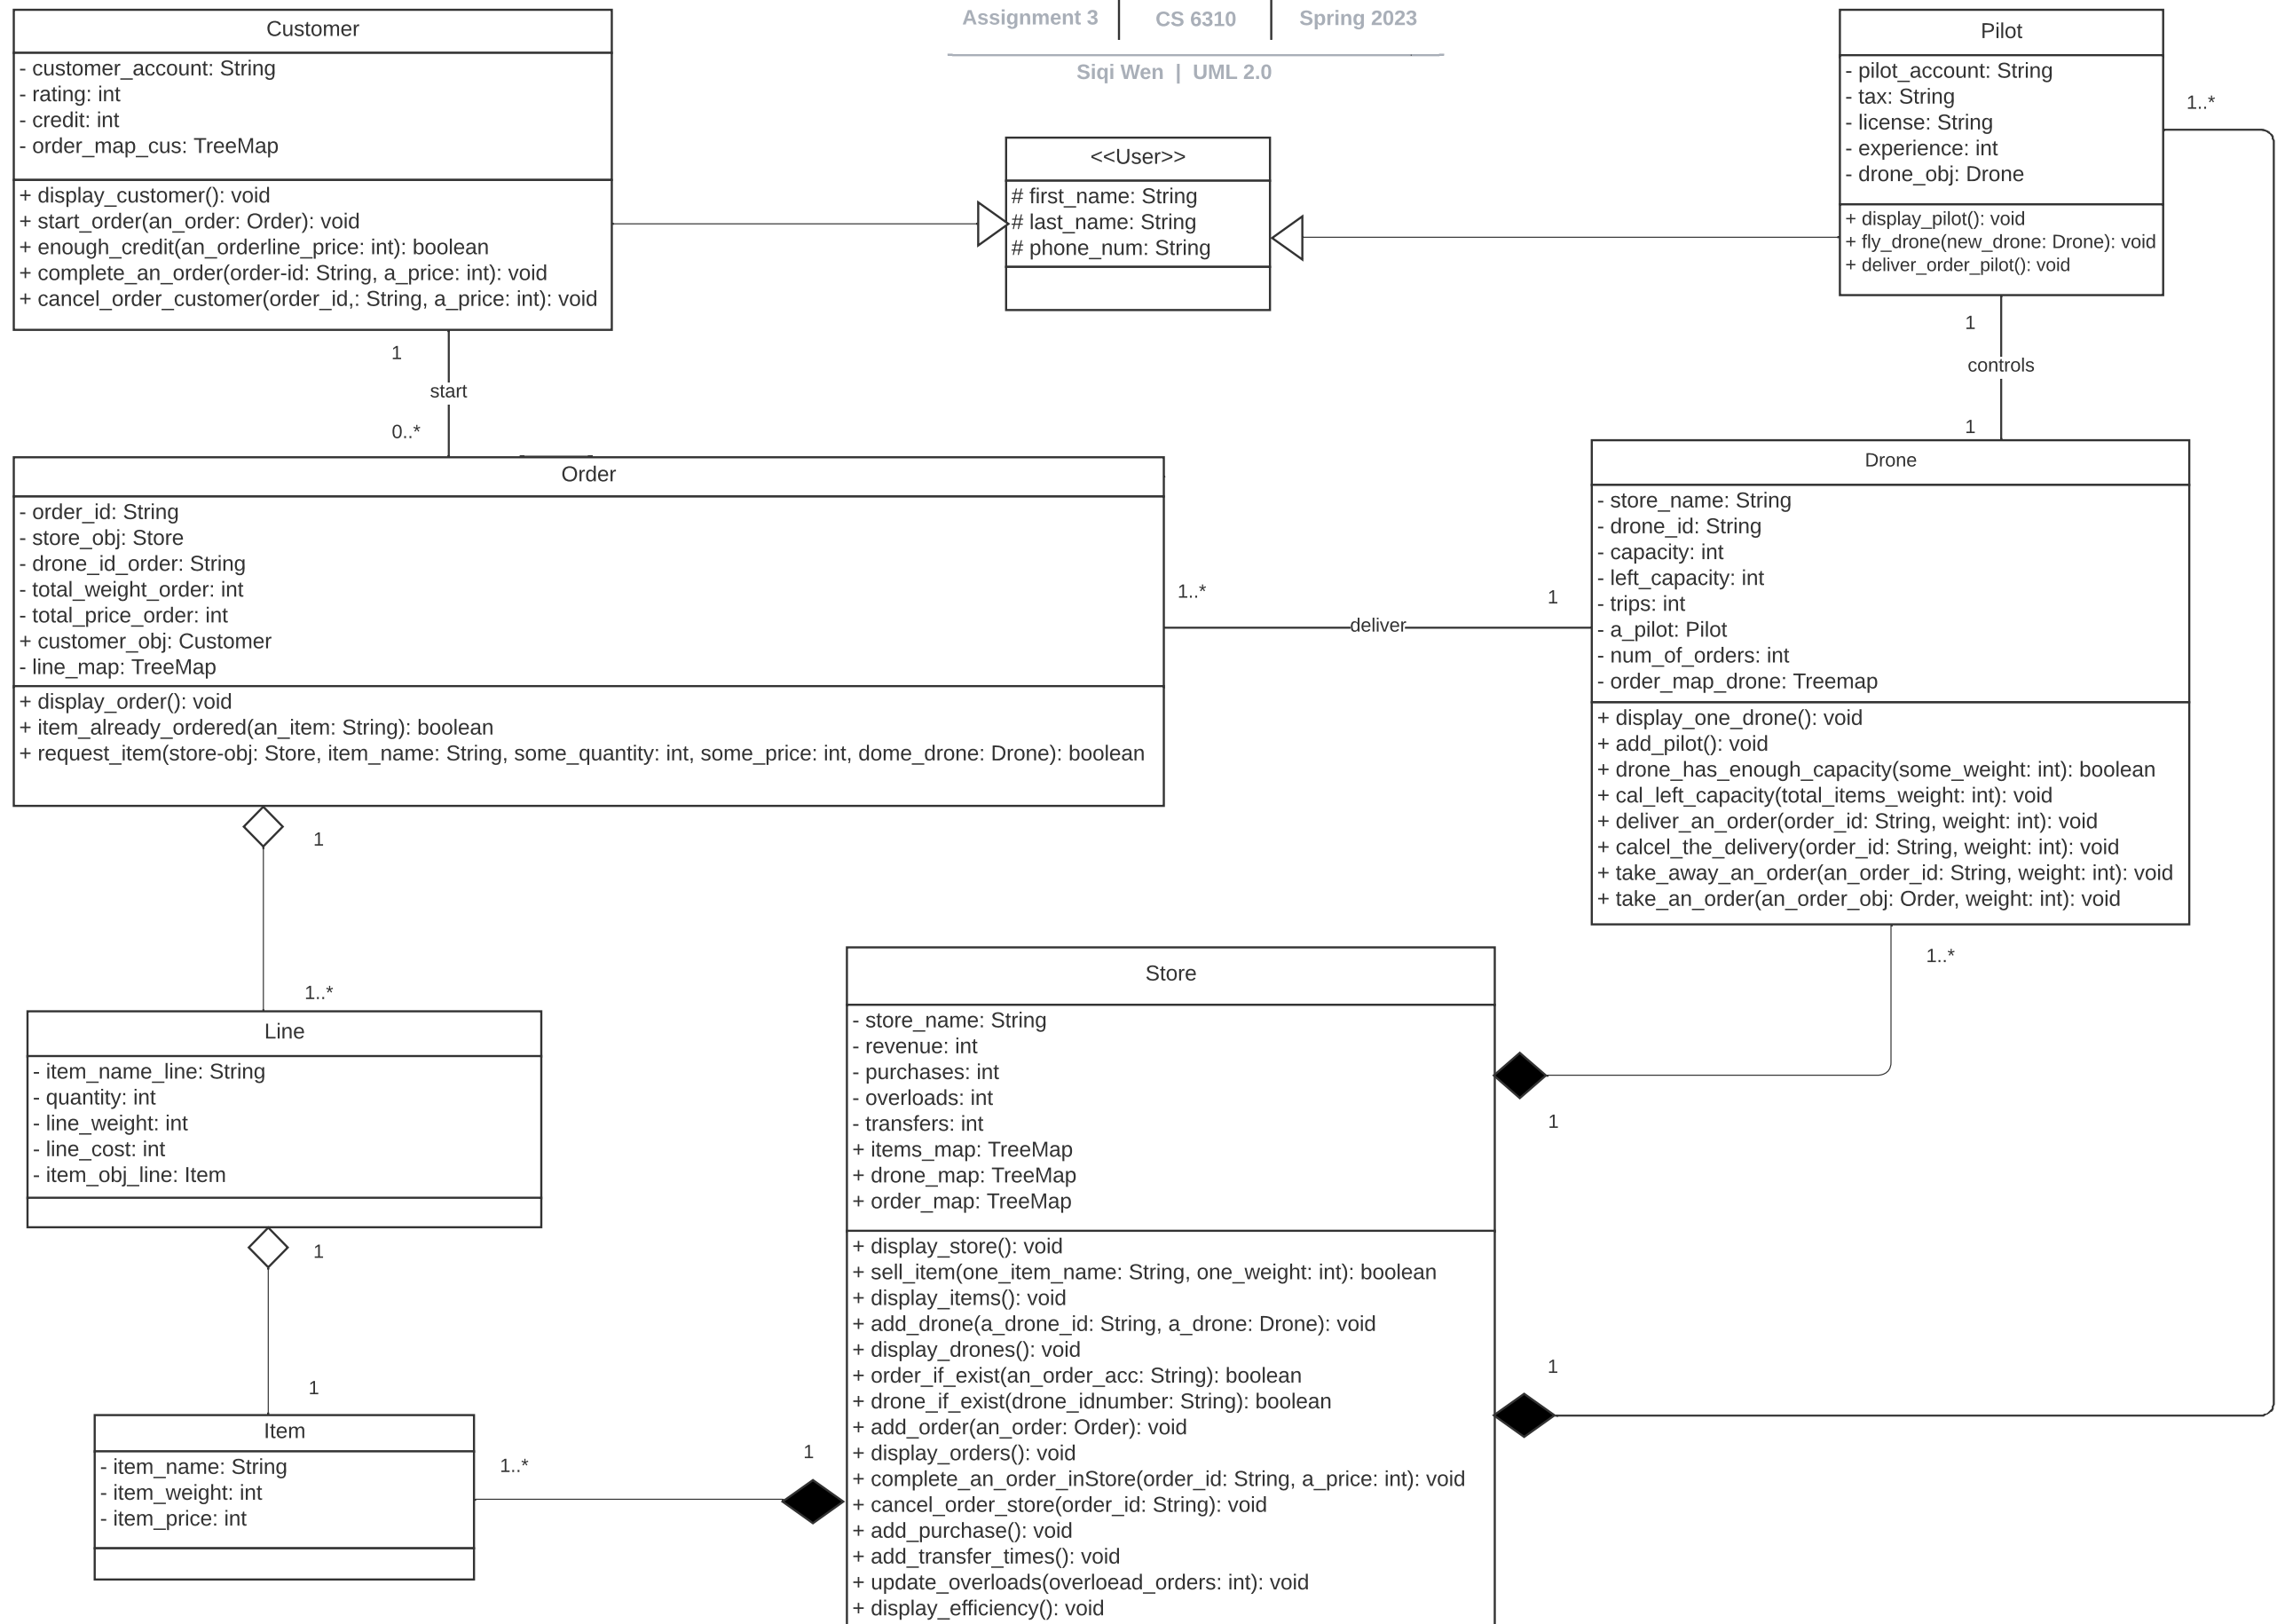 Assignment 3 CS 6310 Spring 2023
Siqi Wen | UML 2.0
Customer
- customer_account: String
- rating: int
- credit: int
- order_map_cus: TreeMap
+ display_customer(): void
+ start_order(an_order: Order): void
+ enough_credit(an_orderline_price: int): boolean
+ complete_an_order(order-id: String, a_price: int): void
+ cancel_order_customer(order_id,: String, a_price: int): void
<<User>>
# first_name: String
# last_name: String
# phone_num: String
Pilot
- pilot_account: String
- tax: String
- license: String
- experience: int
- drone_obj: Drone
+ display_pilot(): void
+ fly_drone(new_drone: Drone): void
+ deliver_order_pilot(): void
1..*
1
start
0..*
1
controls
1
Order
- order_id: String
- store_obj: Store
- drone_id_order: String
- total_weight_order: int
- total_price_order: int
+ customer_obj: Customer
- line_map: TreeMap
+ display_order(): void
+ item_already_ordered(an_item: String): boolean
+ request_item(store-obj: Store, item_name: String, some_quantity: int, some_price: int, dome_drone: Drone): boolean
1..*
deliver
1
Drone
- store_name: String
- drone_id: String
- capacity: int
- left_capacity: int
- trips: int
- a_pilot: Pilot
- num_of_orders: int
- order_map_drone: Treemap
+ display_one_drone(): void
+ add_pilot(): void
+ drone_has_enough_capacity(some_weight: int): boolean
+ cal_left_capacity(total_items_weight: int): void
+ deliver_an_order(order_id: String, weight: int): void
+ calcel_the_delivery(order_id: String, weight: int): void
+ take_away_an_order(an_order_id: String, weight: int): void
+ take_an_order(an_order_obj: Order, weight: int): void
1
1..*
Line
- item_name_line: String
- quantity: int
- line_weight: int
- line_cost: int
- item_obj_line: Item
1
1
Item
- item_name: String
- item_weight: int
- item_price: int
1..*
1
Store
- store_name: String
- revenue: int
- purchases: int
- overloads: int
- transfers: int
+ items_map: TreeMap
+ drone_map: TreeMap
+ order_map: TreeMap
+ display_store(): void
+ sell_item(one_item_name: String, one_weight: int): boolean
+ display_items(): void
+ add_drone(a_drone_id: String, a_drone: Drone): void
+ display_drones(): void
+ order_if_exist(an_order_acc: String): boolean
+ drone_if_exist(drone_idnumber: String): boolean
+ add_order(an_order: Order): void
+ display_orders(): void
+ complete_an_order_inStore(order_id: String, a_price: int): void
+ cancel_order_store(order_id: String): void
+ add_purchase(): void
+ add_transfer_times(): void
+ update_overloads(overloead_orders: int): void
+ display_efficiency(): void
1..*
1
1